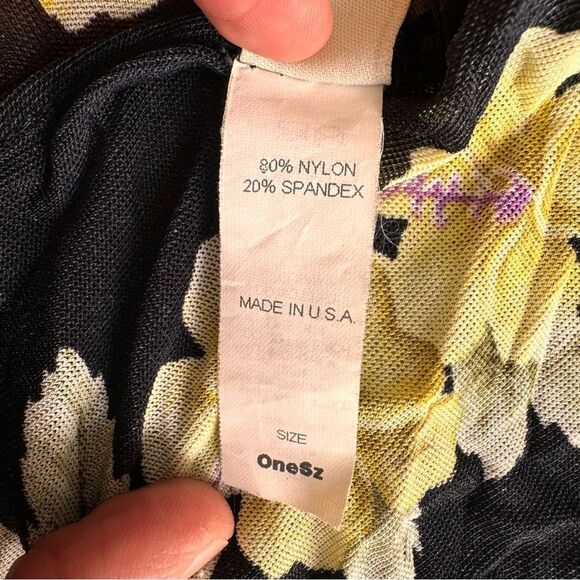 80% NYLON
20% SPANDEX
MADE IN U.S.A.
SIZE
OneSz